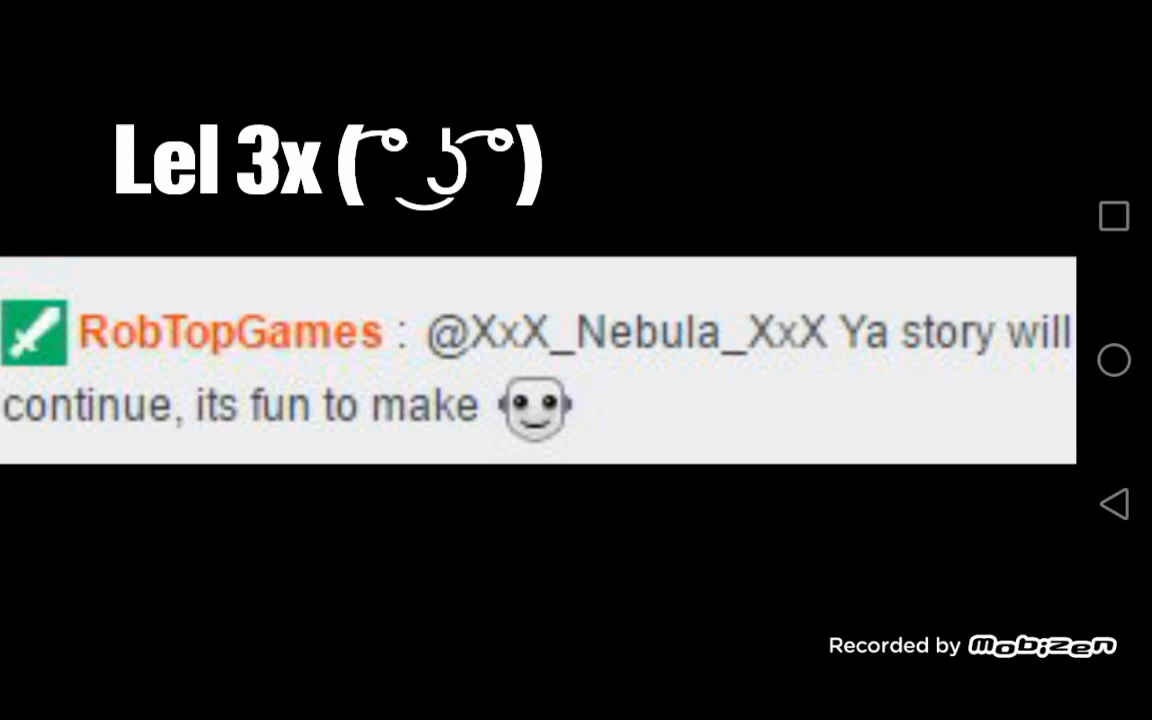 Lel 3x ( ͡° ͜ʖ ͡°)
RobTopGames : @XxX_Nebula_XxX Ya story will
continue, its fun to make
Recorded by mobizen